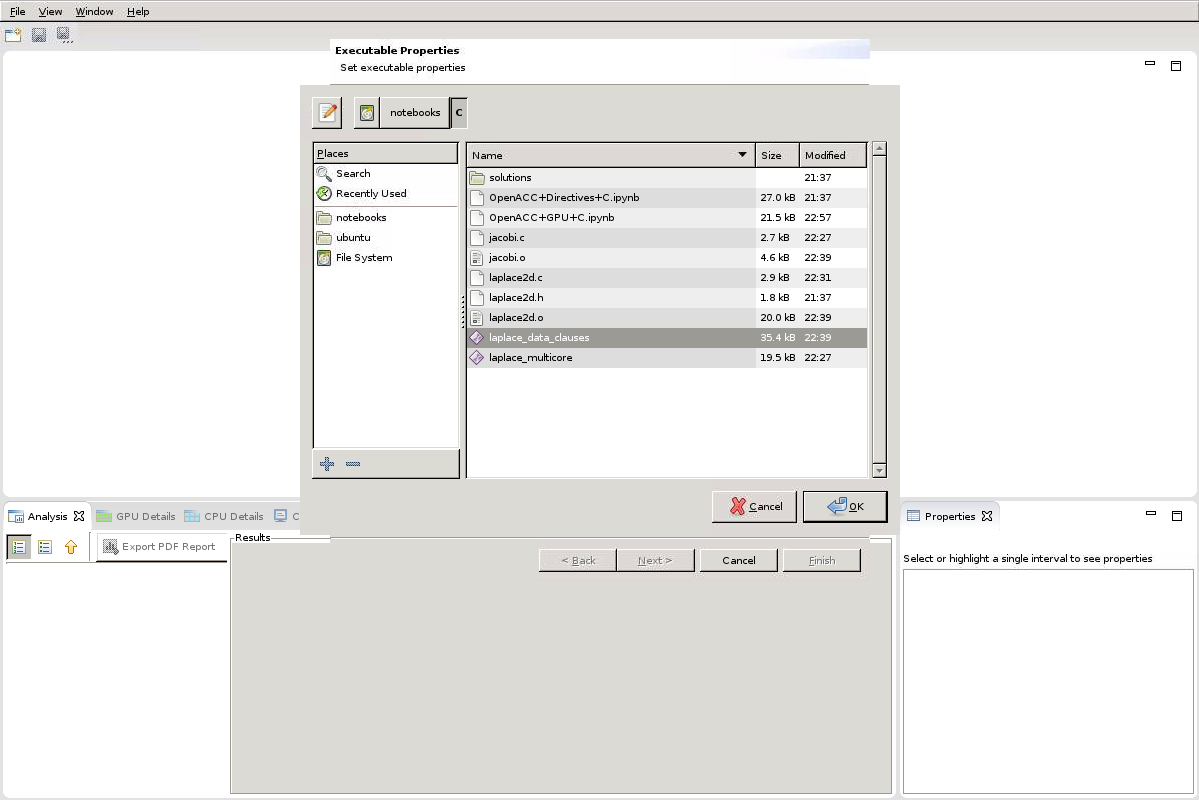 File View Window Help
Executable Properties
Set executable properties
notebooks C
Places
Search
Recently Used
notebooks
ubuntu
File System
Name Size Modified
solutions 21:37
OpenACC+Directives+C.ipynb 27.0 kB 21:37
OpenACC+GPU+C.ipynb 21.5 kB 22:57
jacobi.c 2.7 kB 22:27
jacobi.o 4.6 kB 22:39
laplace2d.c 2.9 kB 22:31
laplace2d.h 1.8 kB 21:37
laplace2d.o 20.0 kB 22:39
laplace_data_clauses 35.4 kB 22:39
laplace_multicore 19.5 kB 22:27
Cancel OK
Analysis GPU Details CPU Details C
Properties
Export PDF Report
Results
< Back Next > Cancel Finish
Select or highlight a single interval to see properties